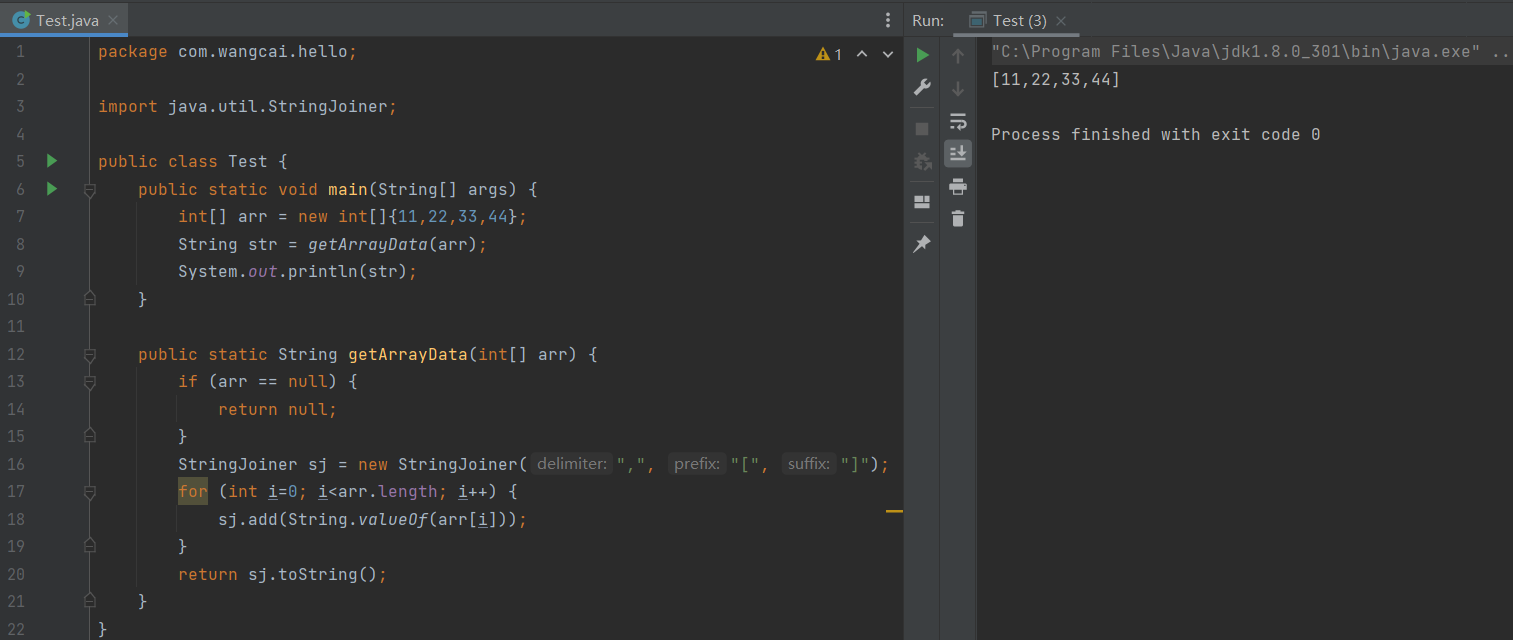 Test.java
1 package com.wangcai.hello;
2
3 import java.util.StringJoiner;
4
5 public class Test {
6     public static void main(String[] args) {
7         int[] arr = new int[]{11,22,33,44};
8         String str = getArrayData(arr);
9         System.out.println(str);
10     }
11
12     public static String getArrayData(int[] arr) {
13         if (arr == null) {
14             return null;
15         }
16         StringJoiner sj = new StringJoiner( delimiter: ",", prefix: "[", suffix: "]");
17         for (int i=0; i<arr.length; i++) {
18             sj.add(String.valueOf(arr[i]));
19         }
20         return sj.toString();
21     }
22 }
1
Run: Test (3)
"C:\Program Files\Java\jdk1.8.0_301\bin\java.exe" ..
[11,22,33,44]
Process finished with exit code 0